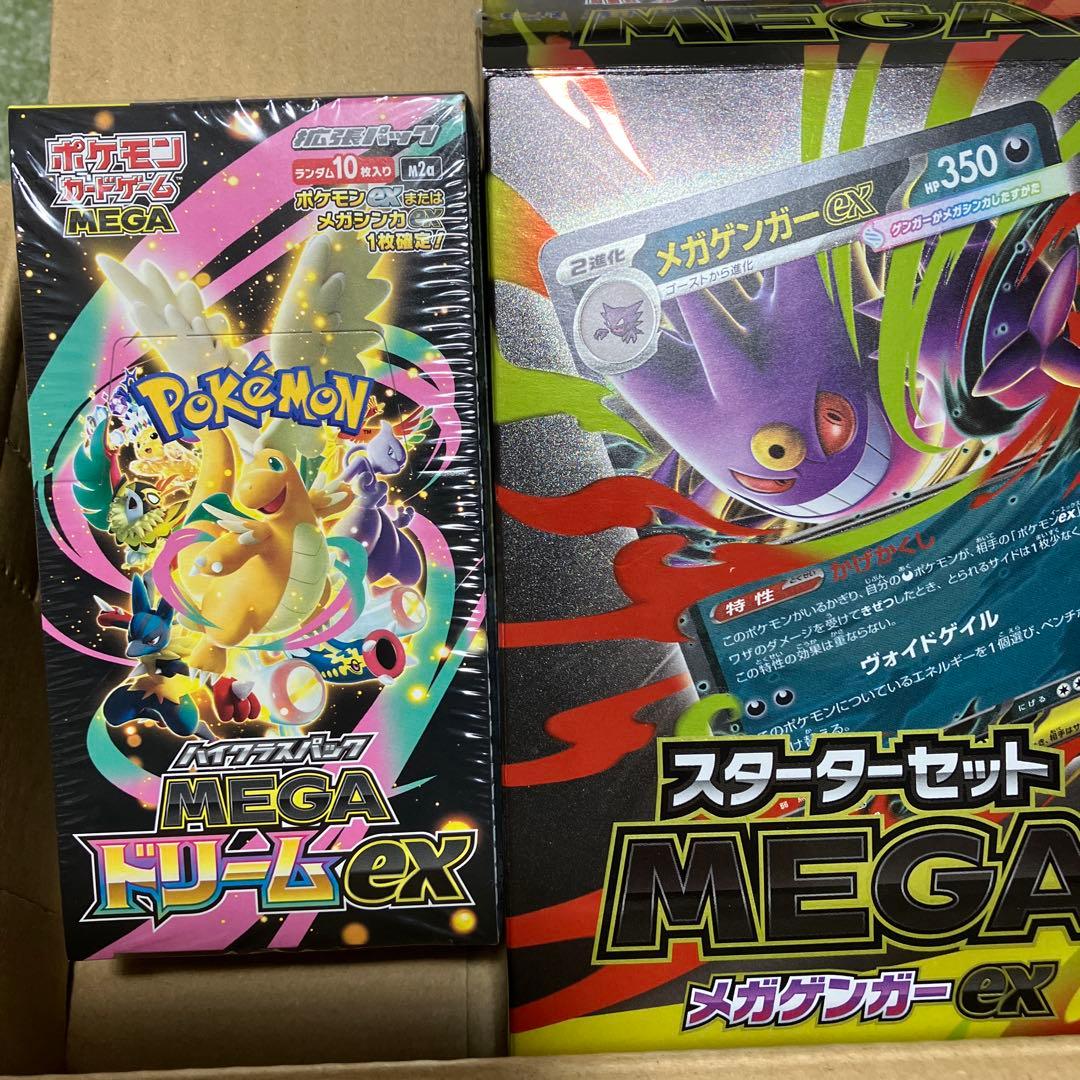 ポケモン
カードゲーム
MEGA
拡張パック
ランダム10枚入り M2a
ポケモンexまたは
メガシンカex
1枚確定!
POKéMON
TM
ハイクラスパック
MEGA
ドリームex
MEGA
2進化
メガゲンガーex
HP350
ゴーストから進化
ゲンガーがメガシンカしたすがた
特性 かげかくし
このポケモンがいるかぎり、自分の
ポケモンが、相手の「ポケモンex
ワザのダメージを受けてきぜつしたとき、とられるサイドは1枚少なく
この特性の効果は重ならない。
ヴォイドゲイル
このポケモンについているエネルギーを1個選び、ベンチポ
け替える。
にげる
スターターセット
MEGA
メガゲンガーex